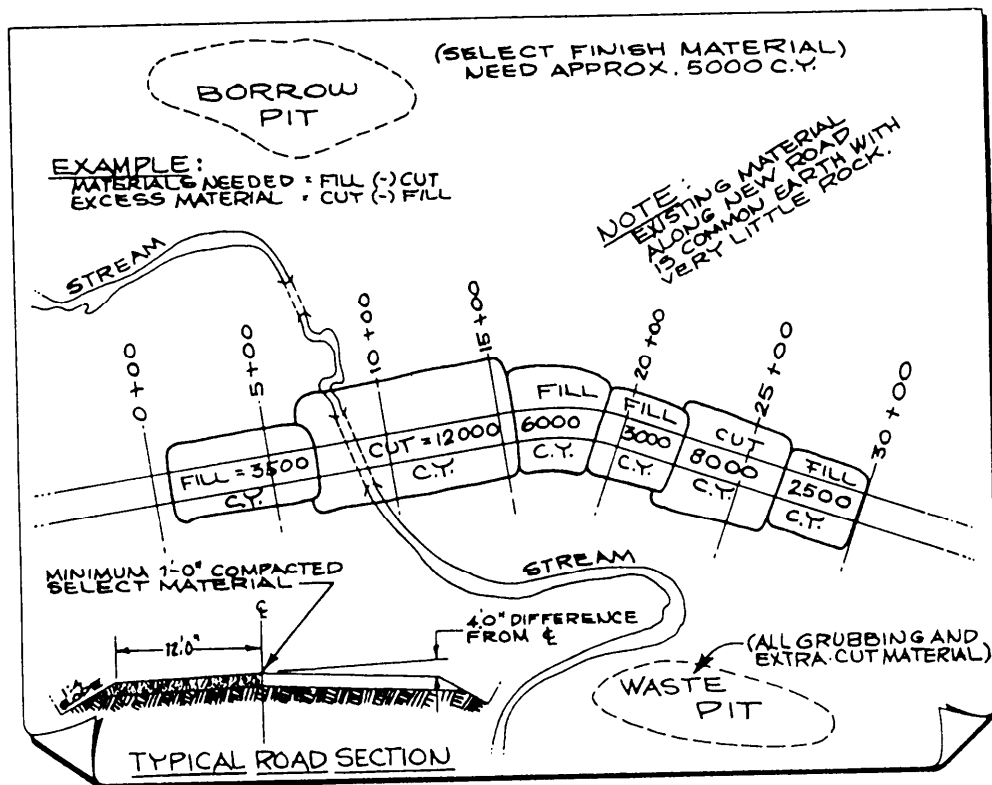 (SELECT FINISH MATERIAL)
NEED APPROX. 5000 C.Y.
BORROW
PIT
EXAMPLE:
MATERIALS NEEDED = FILL (-) CUT
EXCESS MATERIAL = CUT (-) FILL
NOTE:
EXISTING MATERIAL
ALONG NEW ROAD
IS COMMON EARTH WITH
VERY LITTLE ROCK.
STREAM
0+00
5+00
10+00
15+00
20+00
25+00
30+00
FILL = 3500
C.Y.
CUT = 12000
C.Y.
FILL
6000
C.Y.
FILL
3000
C.Y.
CUT
8000
C.Y.
FILL
2500
C.Y.
STREAM
MINIMUM 1'-0" COMPACTED
SELECT MATERIAL
℄
12'.0"
4'.0" DIFFERENCE
FROM ℄
(ALL GRUBBING AND
EXTRA CUT MATERIAL)
WASTE
PIT
TYPICAL ROAD SECTION